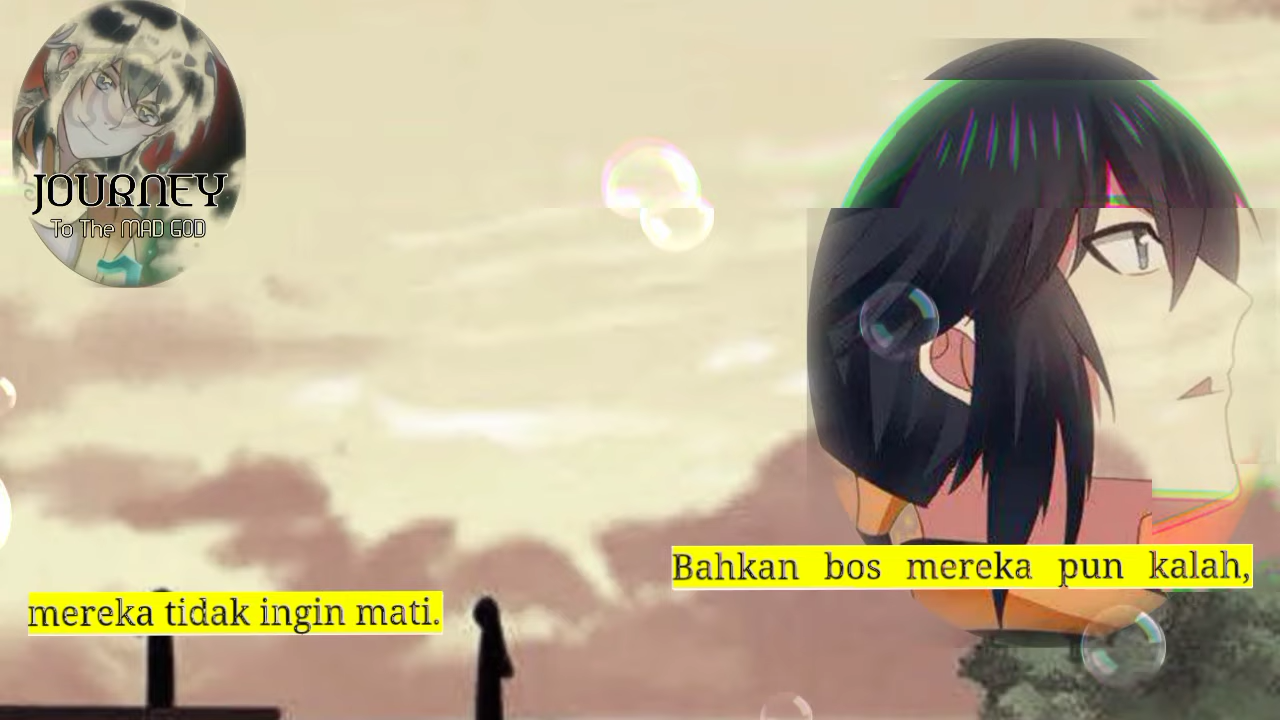 JOURNEY
To The MAD GOD
Bahkan bos mereka pun kalah,
mereka tidak ingin mati.